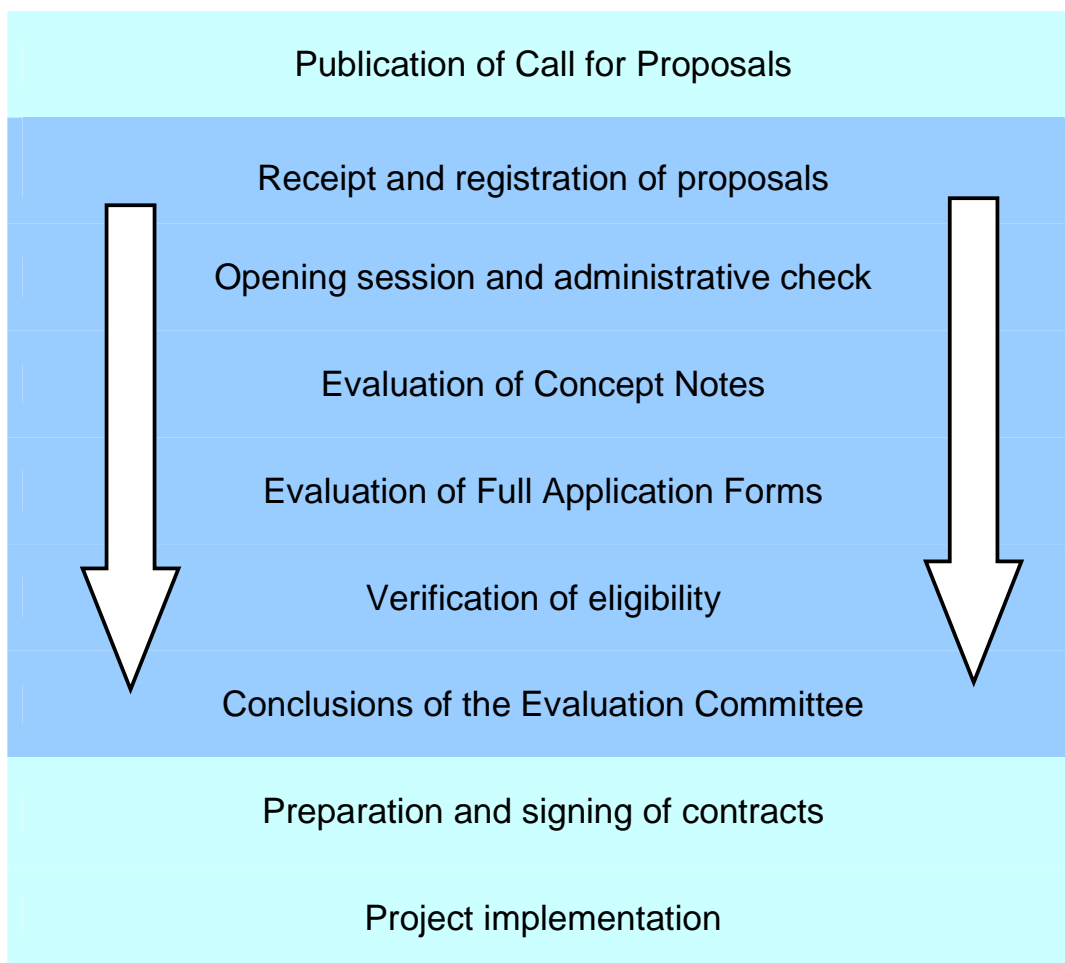 Publication of Call for Proposals
Receipt and registration of proposals
Opening session and administrative check
Evaluation of Concept Notes
Evaluation of Full Application Forms
Verification of eligibility
Conclusions of the Evaluation Committee
Preparation and signing of contracts
Project implementation